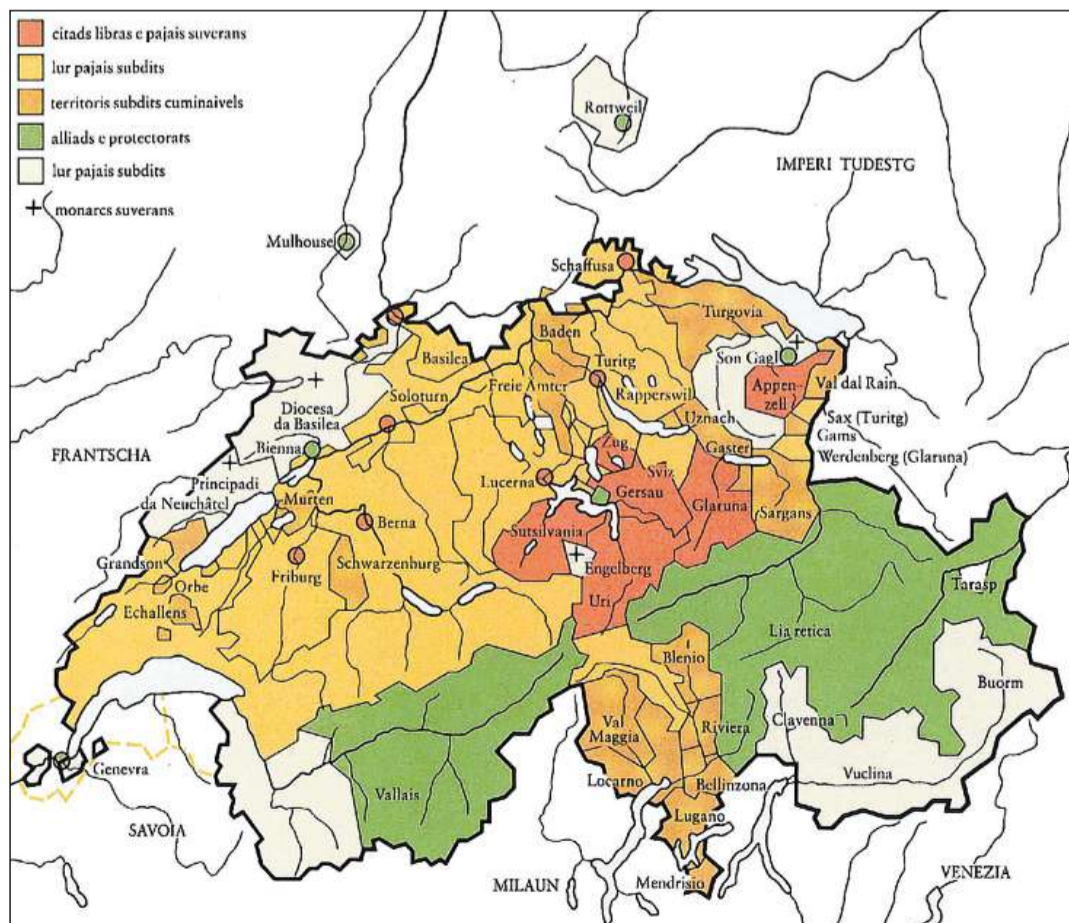 citads libras e pajais suverans
lur pajais subdits
territoris subdits cuminaivels
alliads e protectorats
lur pajais subdits
monarcs suverans
Rottweil
IMPERI TUDESTG
Mulhouse
Schaffusa
Turgovia
Baden
Basilea
Turitg
Son Gagl
Freie Ämter
Rapperswil
Appen-
zell
Val dal Rain
Soloturn
Diocesa
da Basilea
Uznach
Sax (Turitg)
Gams
Werdenberg (Glaruna)
FRANTSCHA
Bienna
Zug
Gaster
Sviz
Principadi
da Neuchâtel
Lucerna
Gersau
Glaruna
Sargans
Murten
Berna
Sutsilvania
Grandson
Friburg
Schwarzenburg
Engelberg
Orbe
Tarasp
Echallens
Uri
Lia retica
Blenio
Buorm
Val
Maggia
Riviera
Clavenna
Genevra
Vallais
Locarno
Bellinzona
Vuclina
Lugano
SAVOIA
MILAUN
Mendrisio
VENEZIA